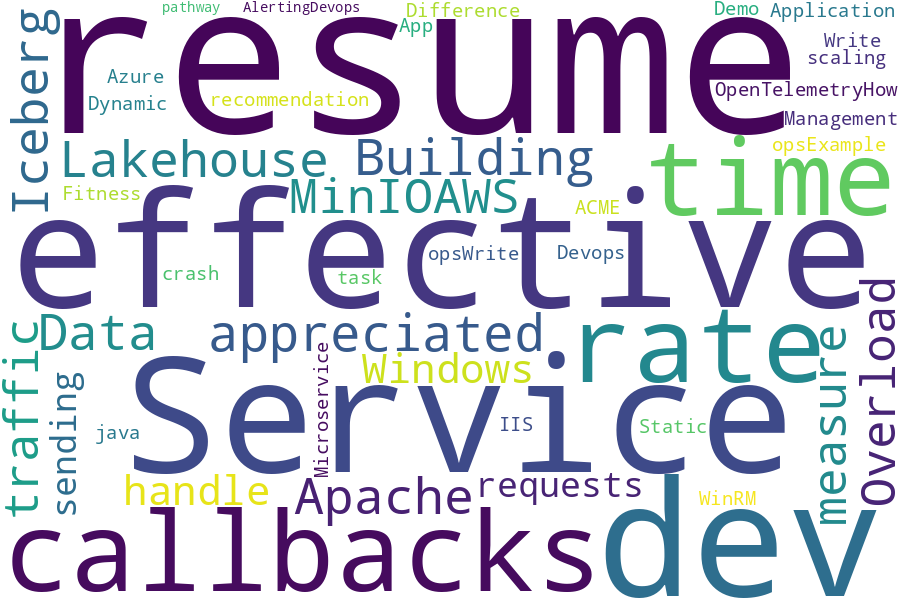 pathway
AlertingDevops
Difference
Demo
Application
resume
App
Iceberg
Write
scaling
Azure
Dynamic
recommendation
OpenTelemetryHow
Management
opsExample
Lakehouse
Building
time
Fitness
MinIOAWS
ACME
effective
crash
task
opsWrite
Devops
Data
appreciated
rate
Overload
traffic
Windows
measure
Microservice
Service
sending
java
IIS
Static
handle
Apache
requests
WinRM
callbacks
dev